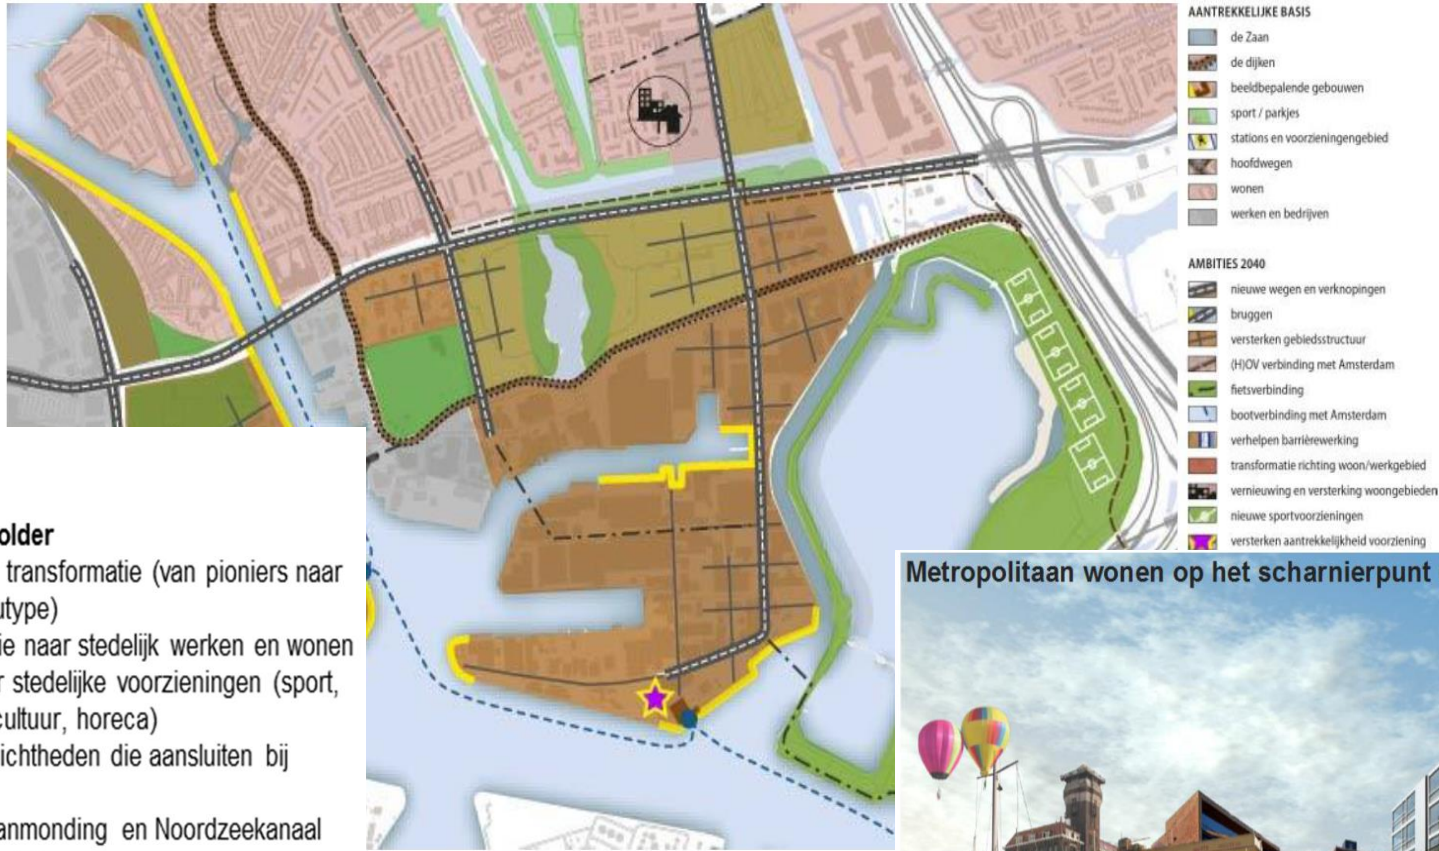 AANTREKKELIJKE BASIS
de Zaan
de dijken
beeldbepalende gebouwen
sport / parkjes
stations en voorzieningengebied
hoofdwegen
wonen
werken en bedrijven
AMBITIES 2040
nieuwe wegen en verknopingen
bruggen
versterken gebiedsstructuur
(H)OV verbinding met Amsterdam
fietsverbinding
bootverbinding met Amsterdam
verhelpen barrièrewerking
transformatie richting woon/werkgebied
vernieuwing en versterking woongebieden
nieuwe sportvoorzieningen
versterken aantrekkelijkheid voorziening
older
transformatie (van pioniers naar
utype)
ie naar stedelijk werken en wonen
r stedelijke voorzieningen (sport,
cultuur, horeca)
ichtheden die aansluiten bij
anmonding en Noordzeekanaal
Metropolitaan wonen op het scharnierpunt